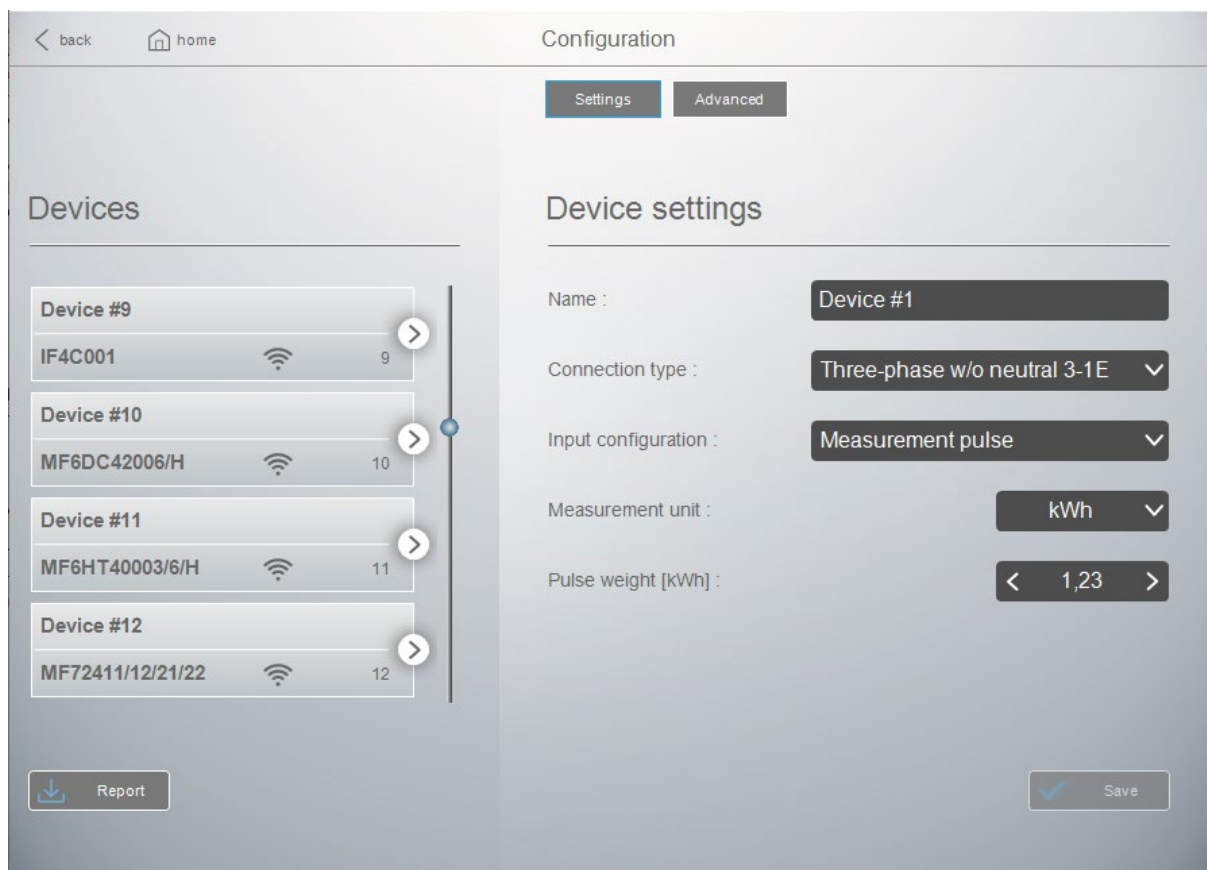 back home Configuration
Settings Advanced
Devices
Device #9
IF4C001 9
Device #10
MF6DC42006/H 10
Device #11
MF6HT40003/6/H 11
Device #12
MF72411/12/21/22 12
Report
Device settings
Name : Device #1
Connection type : Three-phase w/o neutral 3-1E
Input configuration : Measurement pulse
Measurement unit : kWh
Pulse weight [kWh] : 1,23
Save